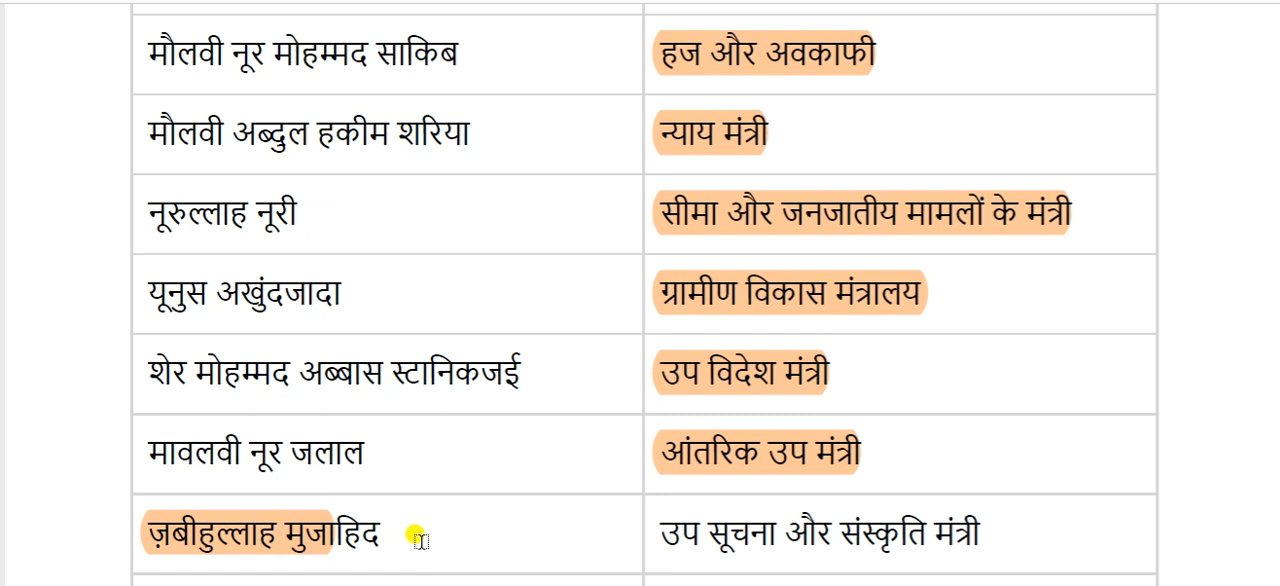 मौलवी नूर मोहम्मद साकिब हज और अवकाफी
मौलवी अब्दुल हकीम शरिया न्याय मंत्री
नूरुल्लाह नूरी सीमा और जनजातीय मामलों के मंत्री
यूनुस अखुंदजादा ग्रामीण विकास मंत्रालय
शेर मोहम्मद अब्बास स्टानिकजई उप विदेश मंत्री
मावलवी नूर जलाल आंतरिक उप मंत्री
ज़बीहुल्लाह मुजाहिद उप सूचना और संस्कृति मंत्री